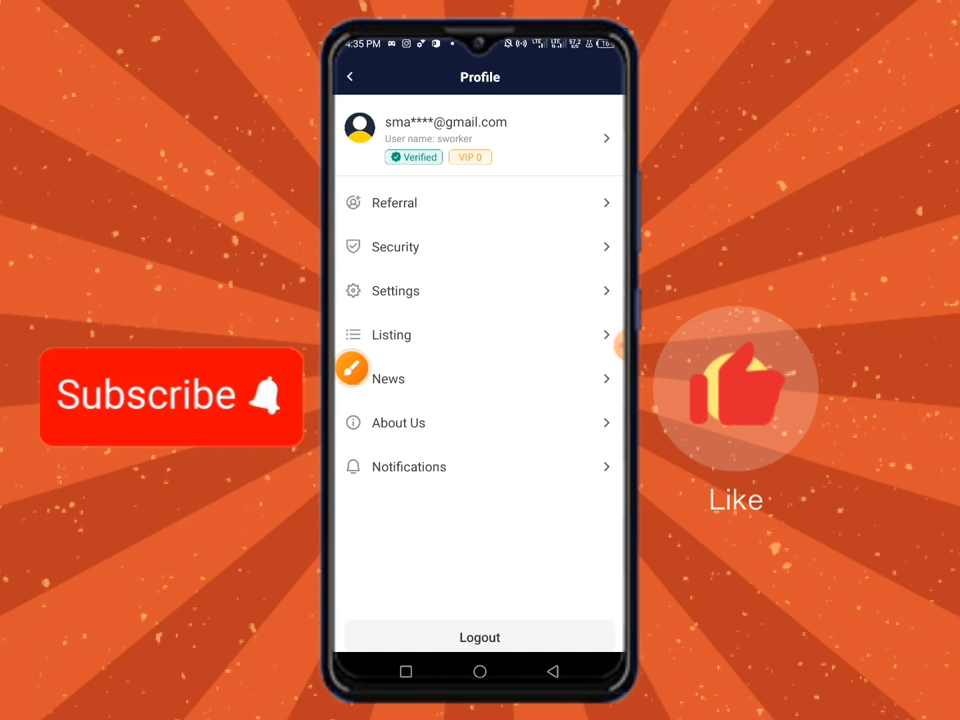 4:35 PM
Profile
sma****@gmail.com
User name: sworker
Verified
VIP 0
Referral
Security
Settings
Listing
News
About Us
Notifications
Logout
Subscribe
Like